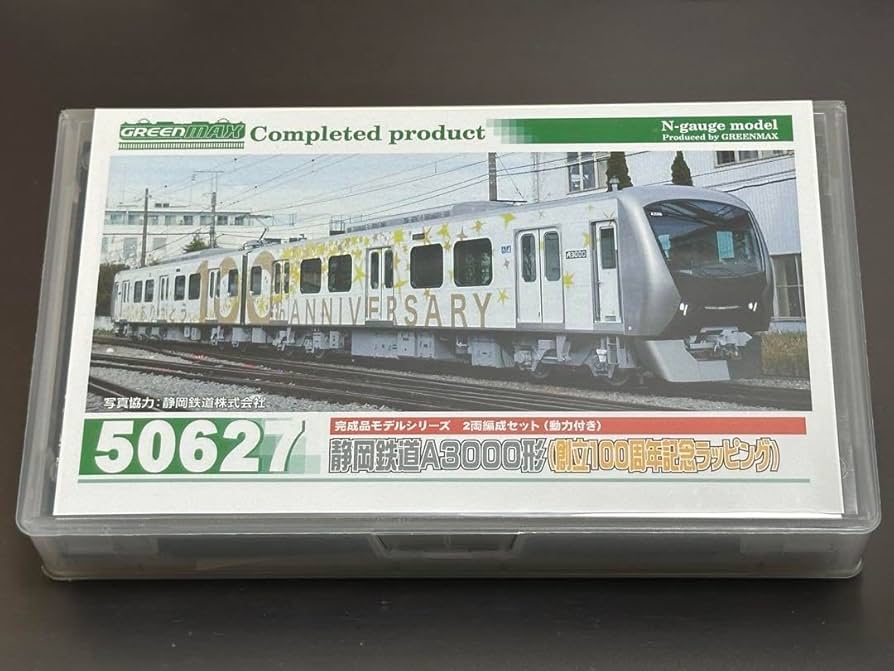 GREENMAX Completed product
N-gauge model
Produced by GREENMAX
100th ANNIVERSARY
A3000
写真協力:静岡鉄道株式会社
50627
完成品モデルシリーズ 2両編成セット(動力付き)
静岡鉄道A3000形(創立100周年記念ラッピング)